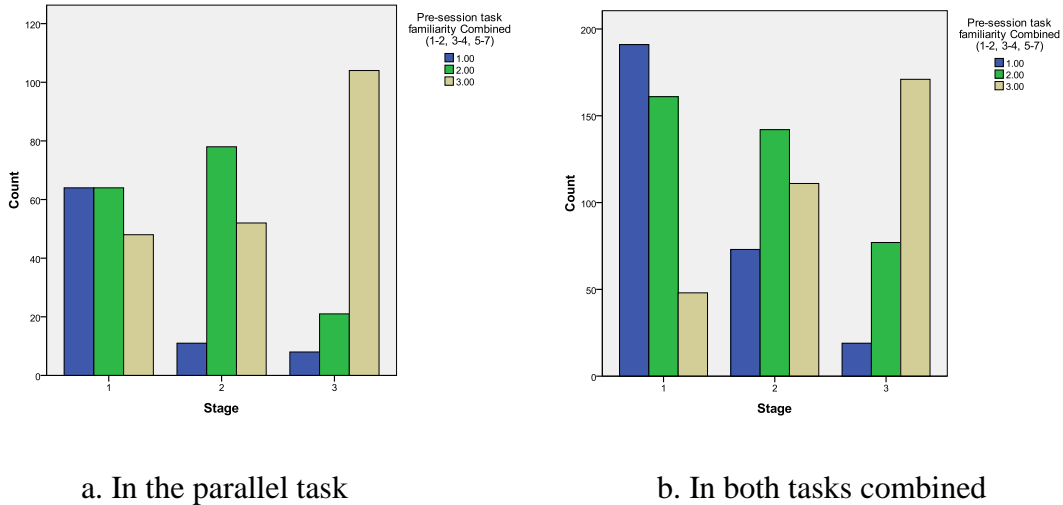 Pre-session task
familiarity Combined
(1-2, 3-4, 5-7)
1.00
2.00
3.00
120
100
80
60
40
20
0
Count
1
2
3
Stage
a. In the parallel task
Pre-session task
familiarity Combined
(1-2, 3-4, 5-7)
1.00
2.00
3.00
200
150
100
50
0
Count
1
2
3
Stage
b. In both tasks combined